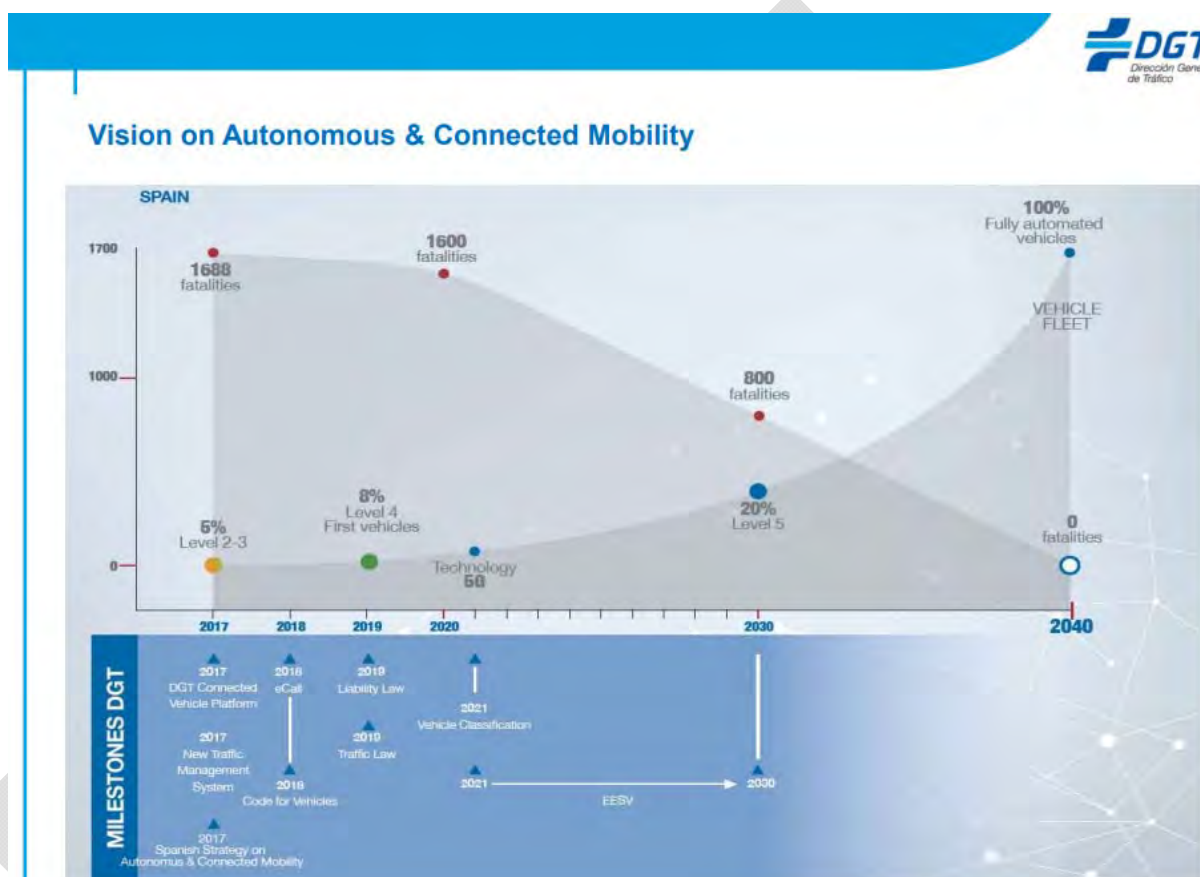 DGT
Dirección Gene
de Tráfico
Vision on Autonomous & Connected Mobility
SPAIN
1700
1000
0
1688
fatalities
1600
fatalities
800
fatalities
0
fatalities
100%
Fully automated
vehicles
VEHICLE
FLEET
5%
Level 2-3
8%
Level 4
First vehicles
Technology
5G
20%
Level 5
2017
2018
2019
2020
2030
2040
MILESTONES DGT
2017
DGT Connected
Vehicle Platform
2017
New Traffic
Management
System
2017
Spanish Strategy on
Autonomus & Connected Mobility
2018
eCall
2018
Code for Vehicles
2019
Liability Law
2019
Traffic Law
2021
Vehicle Classification
2021
EESV
2030